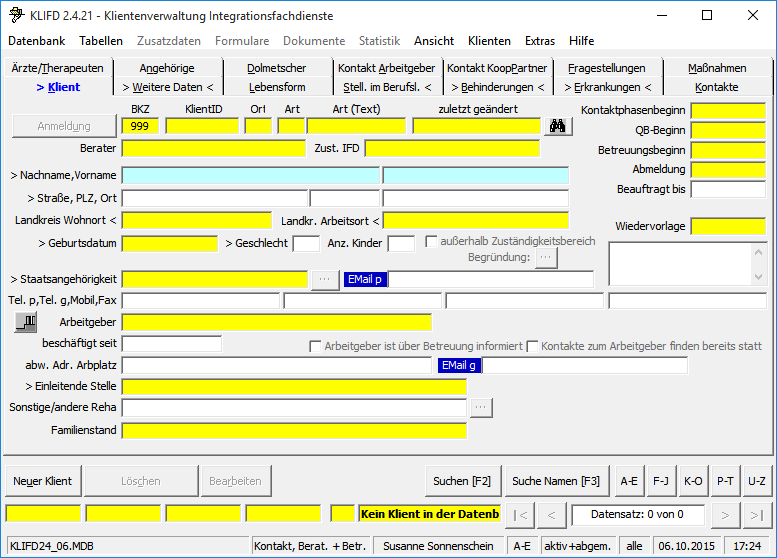 KLIFD 2.4.21 - Klientenverwaltung Integrationsfachdienste
Datenbank Tabellen Zusatzdaten Formulare Dokumente Statistik Ansicht Klienten Extras Hilfe
Ärzte/Therapeuten Angehörige Dolmetscher Kontakt Arbeitgeber Kontakt KoopPartner Fragestellungen Maßnahmen
> Klient > Weitere Daten < Lebensform Stell. im Berufsl. < > Behinderungen < > Erkrankungen < Kontakte
BKZ KlientID Ort Art Art (Text) zuletzt geändert Kontaktphasenbeginn
Anmeldung 999 QB-Beginn
Berater Zust. IFD Betreuungsbeginn
Abmeldung
> Nachname,Vorname Beauftragt bis
> Straße, PLZ, Ort
Landkreis Wohnort < Landkr. Arbeitsort < Wiedervorlage
> Geburtsdatum > Geschlecht Anz. Kinder außerhalb Zuständigkeitsbereich
Begründung: ...
> Staatsangehörigkeit ... EMail p
Tel. p,Tel. g,Mobil,Fax
Arbeitgeber
beschäftigt seit Arbeitgeber ist über Betreuung informiert Kontakte zum Arbeitgeber finden bereits statt
abw. Adr. Arbplatz EMail g
> Einleitende Stelle
Sonstige/andere Reha ...
Familienstand
Neuer Klient Löschen Bearbeiten Suchen [F2] Suche Namen [F3] A-E F-J K-O P-T U-Z
Kein Klient in der Datenb |< < Datensatz: 0 von 0 > >|
KLIFD24_06.MDB Kontakt, Berat. + Betr. Susanne Sonnenschein A-E aktiv+abgem. alle 06.10.2015 17:24